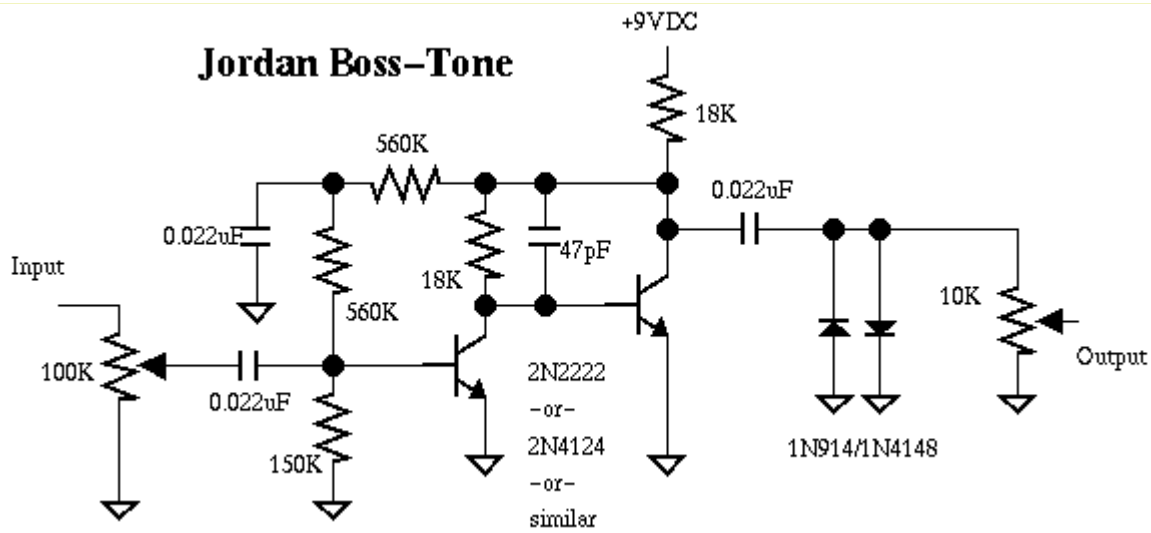 +9VDC
Jordan Boss-Tone
18K
560K
0.022uF
0.022uF
18K
47pF
Input
560K
10K
100K
0.022uF
2N2222
Output
-or-
2N4124
1N914/1N4148
150K
-or-
similar